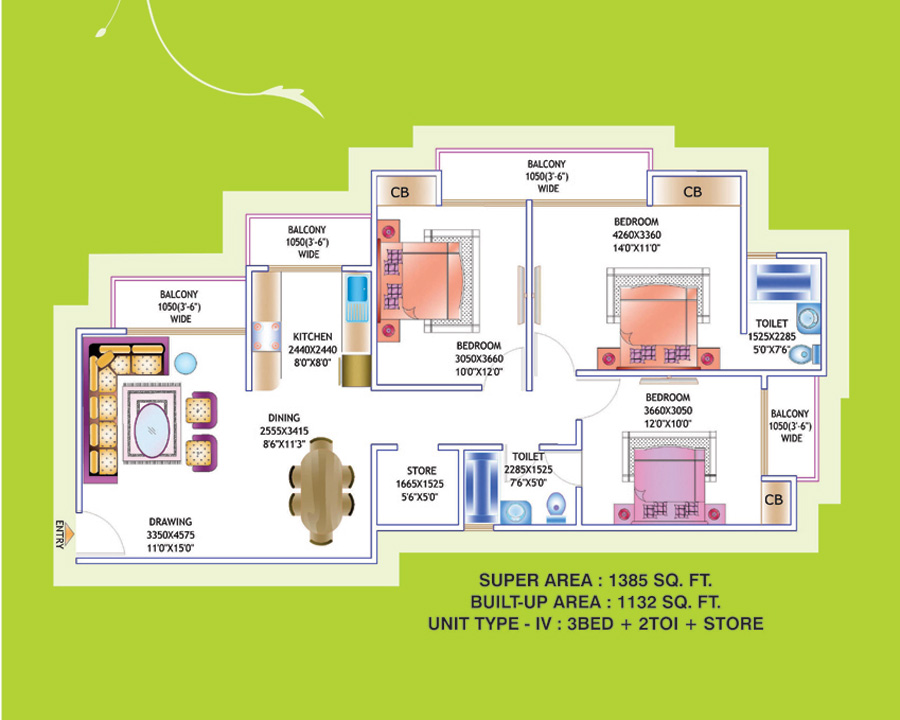 BALCONY
1050(3'-6")
WIDE
CB
CB
BALCONY
1050(3'-6")
WIDE
BEDROOM
4260X3360
14'0"X11'0"
BALCONY
1050(3'-6")
WIDE
KITCHEN
2440X2440
8'0"X8'0"
BEDROOM
3050X3660
10'0"X12'0"
TOILET
1525X2285
5'0"X7'6
DINING
2555X3415
8'6"X11'3"
BEDROOM
3660X3050
12'0"X10'0"
BALCONY
1050(3'-6")
WIDE
STORE
1665X1525
5'6"X5'0"
TOILET
2285X1525
7'6"X5'0"
CB
ENTRY
DRAWING
3350X4575
11'0"X15'0"
SUPER AREA : 1385 SQ. FT.
BUILT-UP AREA : 1132 SQ. FT.
UNIT TYPE - IV : 3BED + 2TOI + STORE